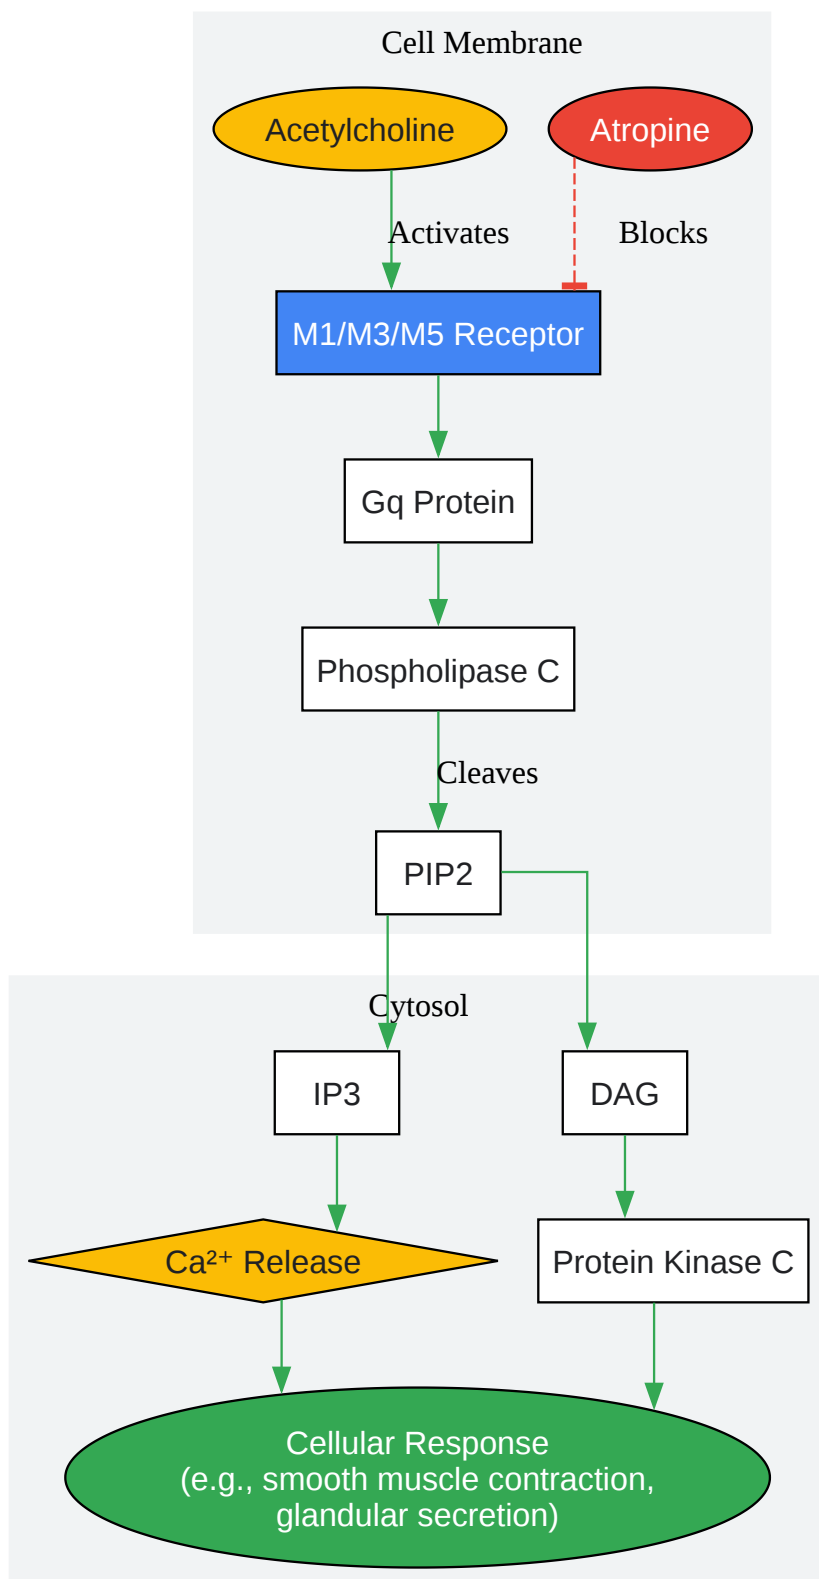 Cell Membrane
Acetylcholine
Atropine
Activates
Blocks
M1/M3/M5 Receptor
Gq Protein
Phospholipase C
Cleaves
PIP2
Cytosol
IP3
DAG
Ca²⁺ Release
Protein Kinase C
Cellular Response
(e.g., smooth muscle contraction,
glandular secretion)